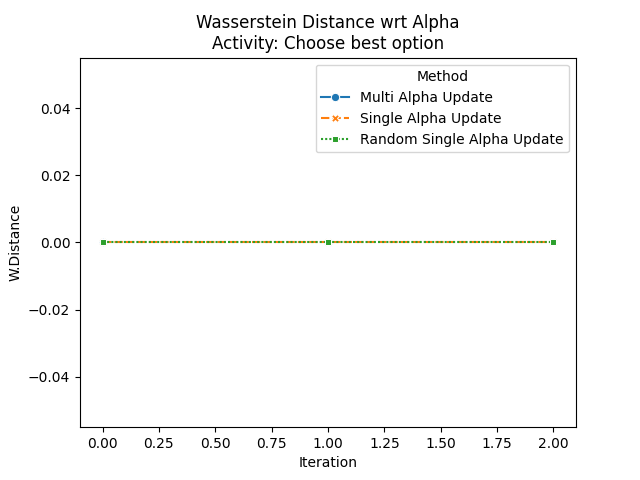 Wasserstein Distance wrt Alpha
Activity: Choose best option
Method
Multi Alpha Update
Single Alpha Update
Random Single Alpha Update
W.Distance
0.04
0.02
0.00
−0.02
−0.04
0.00 0.25 0.50 0.75 1.00 1.25 1.50 1.75 2.00
Iteration